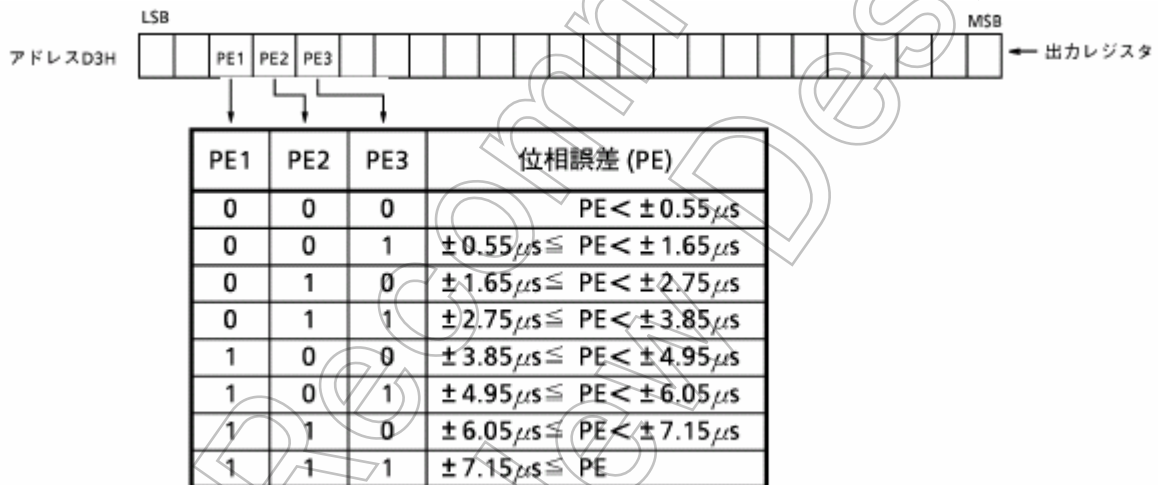 LSB MSB
アドレスD3H PE1 PE2 PE3 出力レジスタ
PE1 PE2 PE3 位相誤差 (PE)
0 0 0 PE< ±0.55μs
0 0 1 ±0.55μs≦ PE< ±1.65μs
0 1 0 ±1.65μs≦ PE< ±2.75μs
0 1 1 ±2.75μs≦ PE< ±3.85μs
1 0 0 ±3.85μs≦ PE< ±4.95μs
1 0 1 ±4.95μs≦ PE< ±6.05μs
1 1 0 ±6.05μs≦ PE< ±7.15μs
1 1 1 ±7.15μs≦ PE